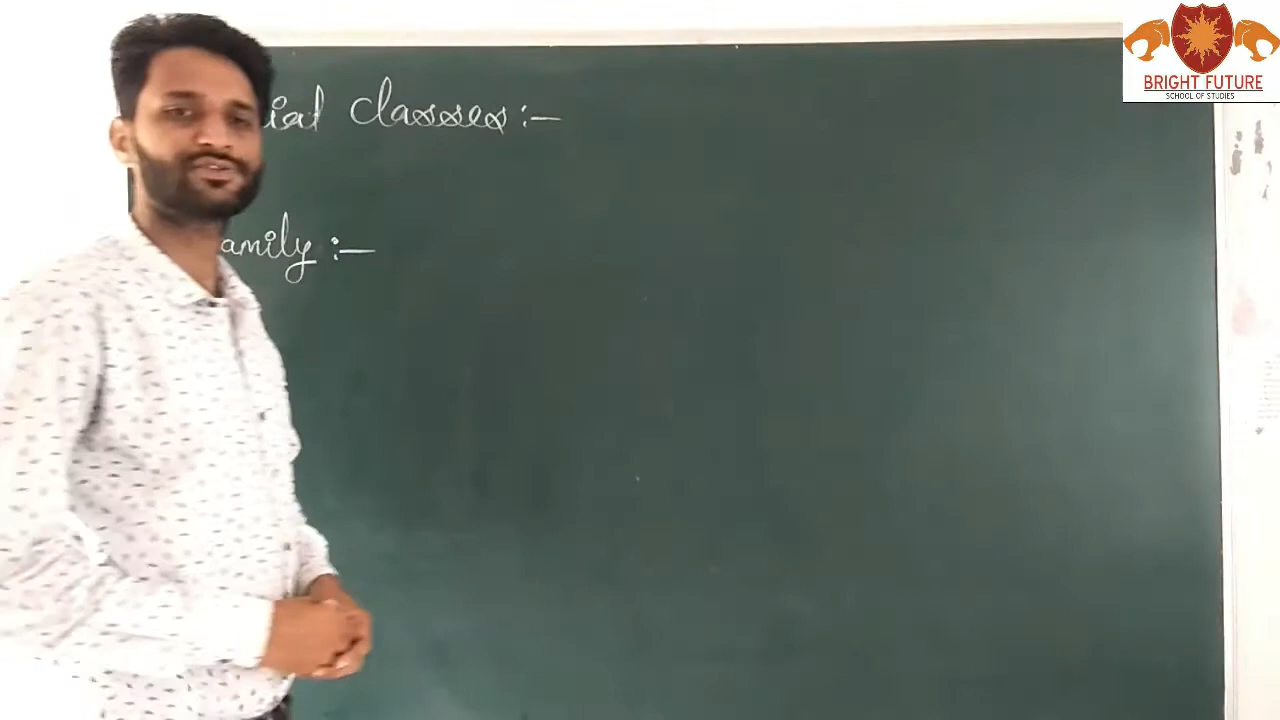 ial classes :-
amily :-
BRIGHT FUTURE
SCHOOL OF STUDIES